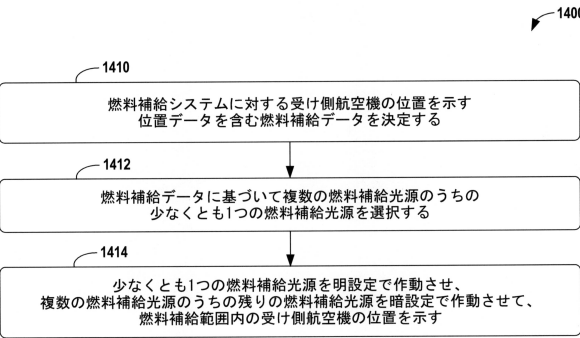 1400
1410
燃料補給システムに対する受け側航空機の位置を示す
位置データを含む燃料補給データを決定する
1412
燃料補給データに基づいて複数の燃料補給光源のうちの
少なくとも1つの燃料補給光源を選択する
1414
少なくとも1つの燃料補給光源を明設定で作動させ、
複数の燃料補給光源のうちの残りの燃料補給光源を暗設定で作動させて、
燃料補給範囲内の受け側航空機の位置を示す